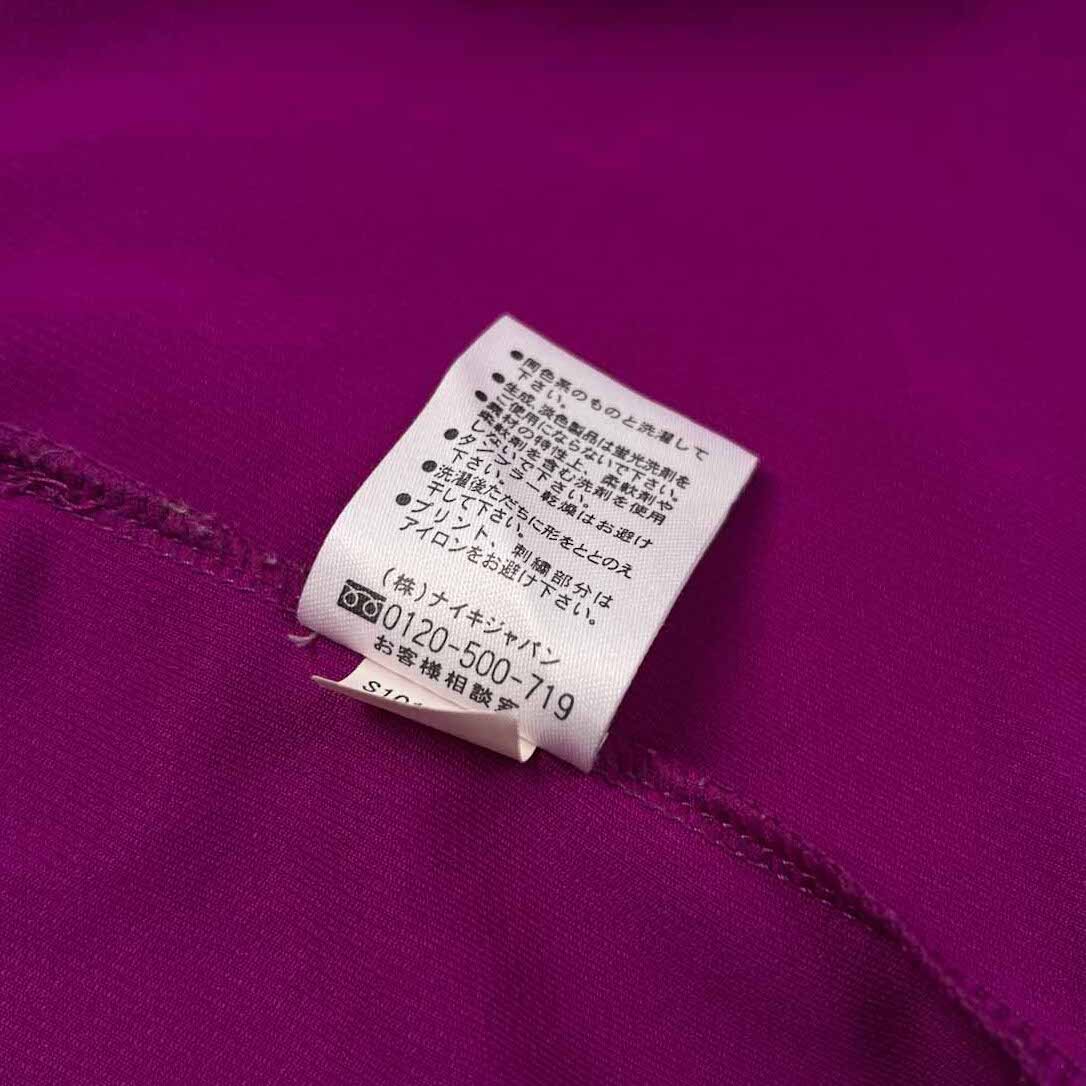 ●同色系のものと洗濯して
下さい。
●生成、淡色製品は蛍光洗剤を
ご使用にならないで下さい。
●素材の特性上、柔軟剤や
柔軟剤を含む洗剤を使用
しないで下さい。
●タンブラー乾燥はお避け
下さい。
●洗濯後ただちに形をととのえ
干して下さい。
●プリント、刺繍部分は
アイロンをお避け下さい。
(株)ナイキジャパン
0120-500-719
お客様相談室